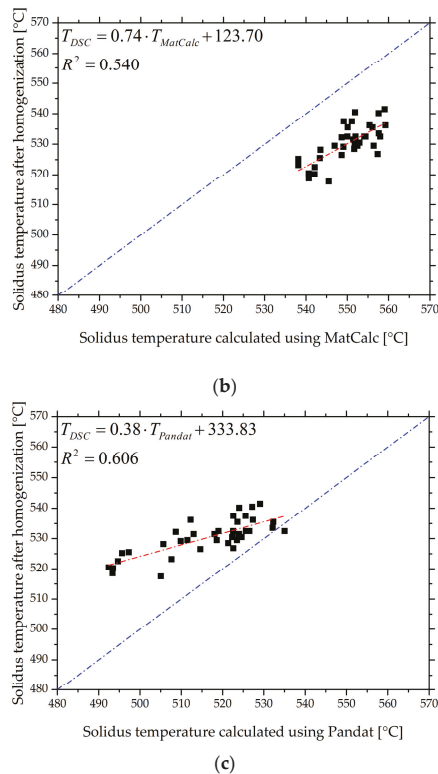 570
T_DSC = 0.74 · T_MatCalc + 123.70
560
R² = 0.540
550
540
530
520
510
500
490
480
480 490 500 510 520 530 540 550 560 570
Solidus temperature after homogenization [°C]
Solidus temperature calculated using MatCalc [°C]
(b)
570
T_DSC = 0.38 · T_Pandat + 333.83
560
R² = 0.606
550
540
530
520
510
500
490
480
480 490 500 510 520 530 540 550 560 570
Solidus temperature after homogenization [°C]
Solidus temperature calculated using Pandat [°C]
(c)